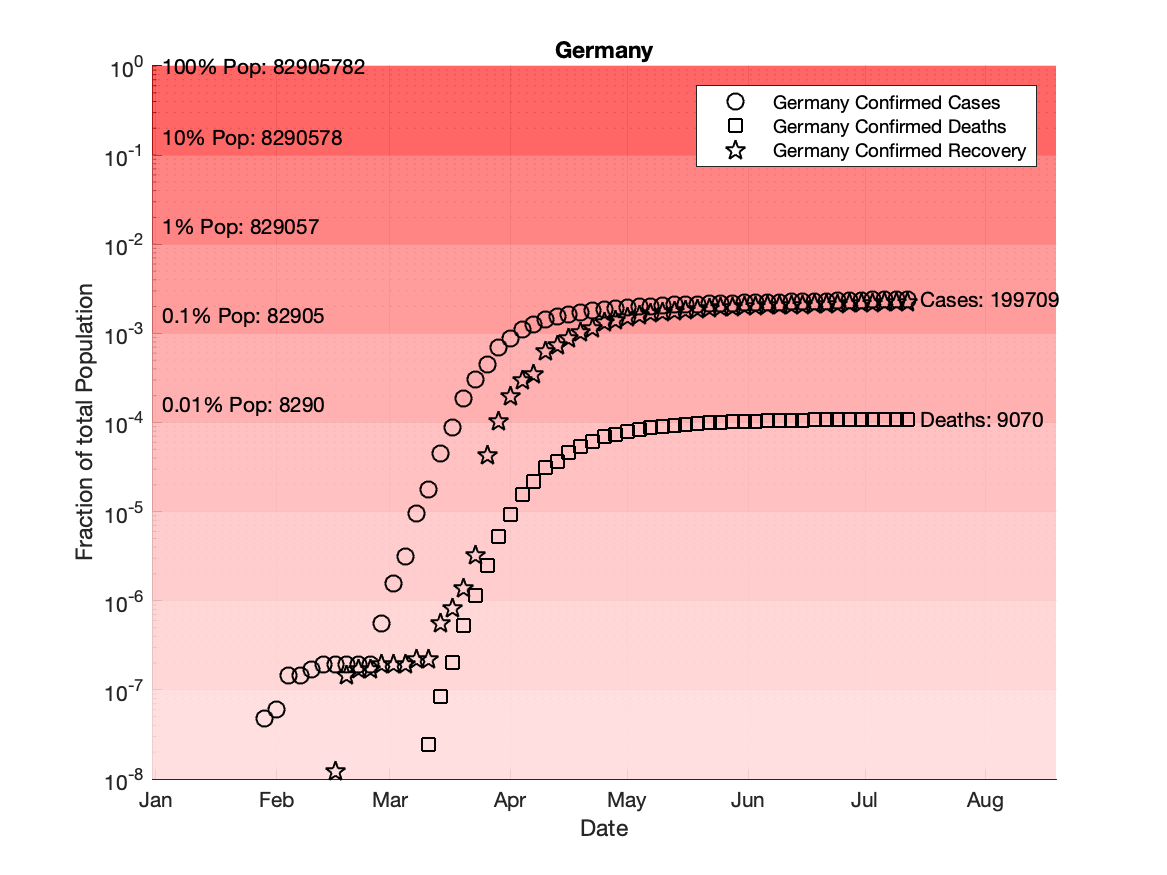 Germany
10^0
100% Pop: 82905782
Germany Confirmed Cases
Germany Confirmed Deaths
Germany Confirmed Recovery
10% Pop: 8290578
10^-1
1% Pop: 829057
10^-2
Cases: 199709
0.1% Pop: 82905
10^-3
0.01% Pop: 8290
10^-4
Deaths: 9070
10^-5
10^-6
10^-7
10^-8
Fraction of total Population
Jan Feb Mar Apr May Jun Jul Aug
Date